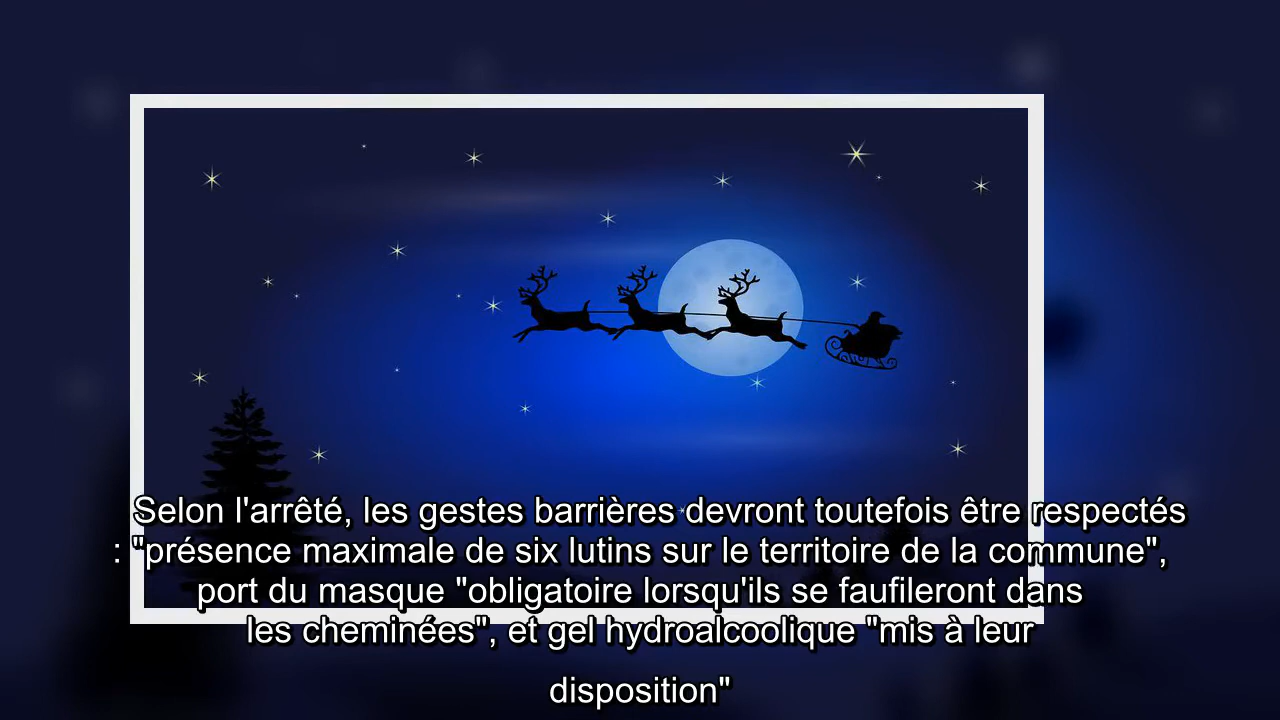 Selon l'arrêté, les gestes barrières devront toutefois être respectés
: "présence maximale de six lutins sur le territoire de la commune",
port du masque "obligatoire lorsqu'ils se faufileront dans
les cheminées", et gel hydroalcoolique "mis à leur
disposition"